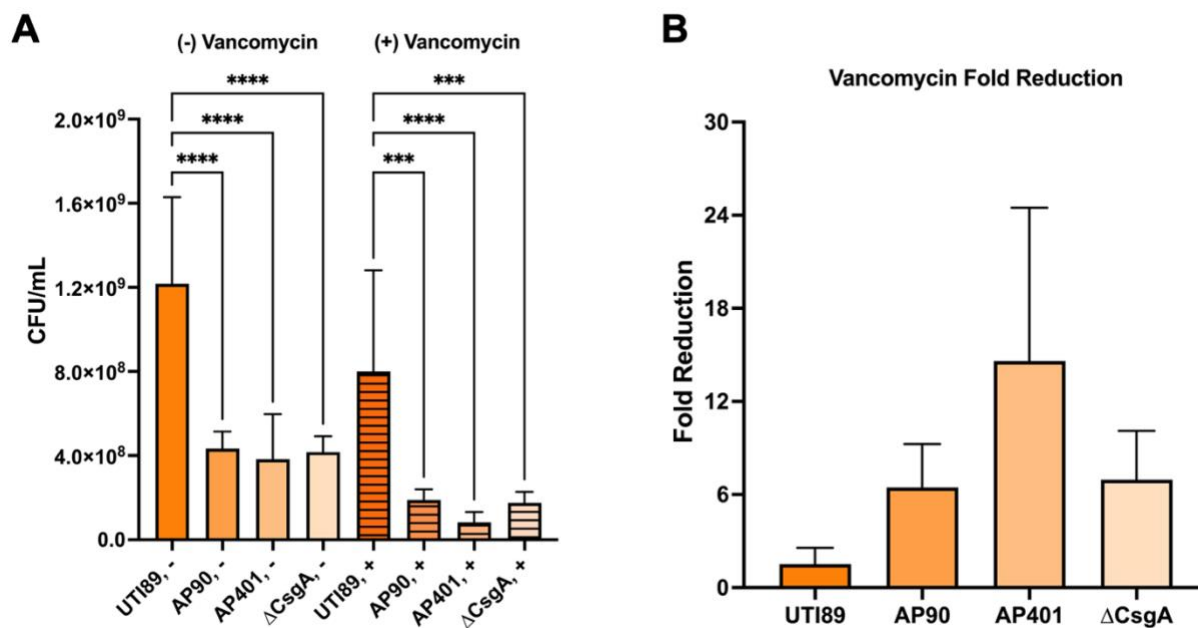 A
(-) Vancomycin
(+) Vancomycin
****
***
****
****
****
***
2.0×10⁹
1.6×10⁹
1.2×10⁹
8.0×10⁸
4.0×10⁸
0.0
CFU/mL
UTI89, -
AP90, -
AP401, -
ΔCsgA, -
UTI89, +
AP90, +
AP401, +
ΔCsgA, +
B
Vancomycin Fold Reduction
30
24
18
12
6
0
Fold Reduction
UTI89
AP90
AP401
ΔCsgA